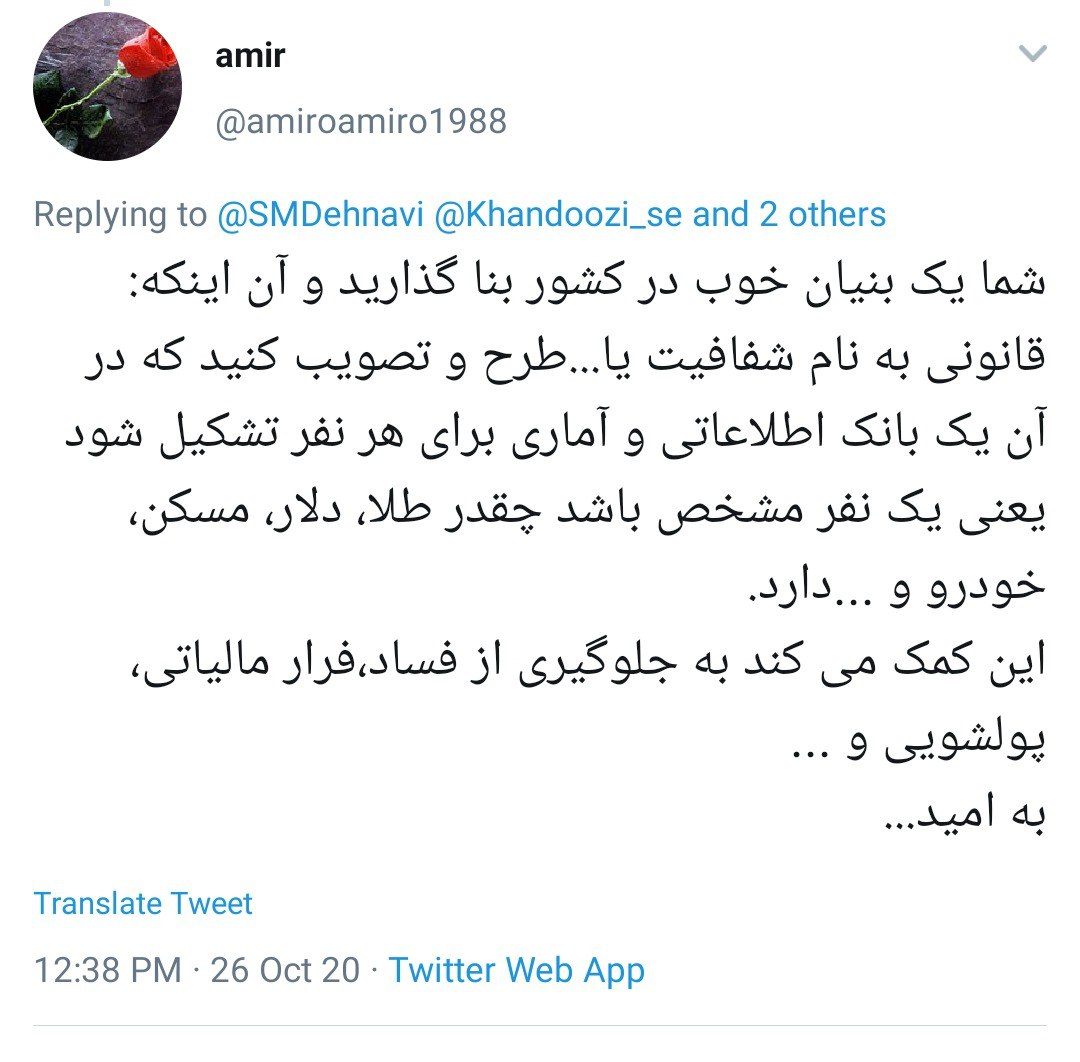 amir
@amiroamiro1988
Replying to @SMDehnavi @Khandoozi_se and 2 others
شما یک بنیان خوب در کشور بنا گذارید و آن اینکه:
قانونی به نام شفافیت یا...طرح و تصویب کنید که در
آن یک بانک اطلاعاتی و آماری برای هر نفر تشکیل شود
یعنی یک نفر مشخص باشد چقدر طلا، دلار، مسکن،
خودرو و ...دارد.
این کمک می کند به جلوگیری از فساد،فرار مالیاتی،
پولشویی و ...
به امید...
Translate Tweet
12:38 PM · 26 Oct 20 · Twitter Web App